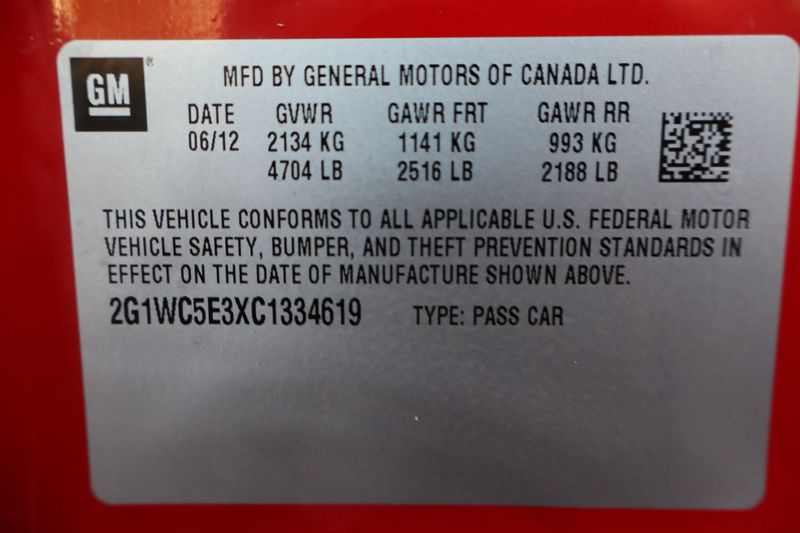 GM®
MFD BY GENERAL MOTORS OF CANADA LTD.
DATE GVWR GAWR FRT GAWR RR
06/12 2134 KG 1141 KG 993 KG
4704 LB 2516 LB 2188 LB
THIS VEHICLE CONFORMS TO ALL APPLICABLE U.S. FEDERAL MOTOR
VEHICLE SAFETY, BUMPER, AND THEFT PREVENTION STANDARDS IN
EFFECT ON THE DATE OF MANUFACTURE SHOWN ABOVE.
2G1WC5E3XC1334619 TYPE: PASS CAR